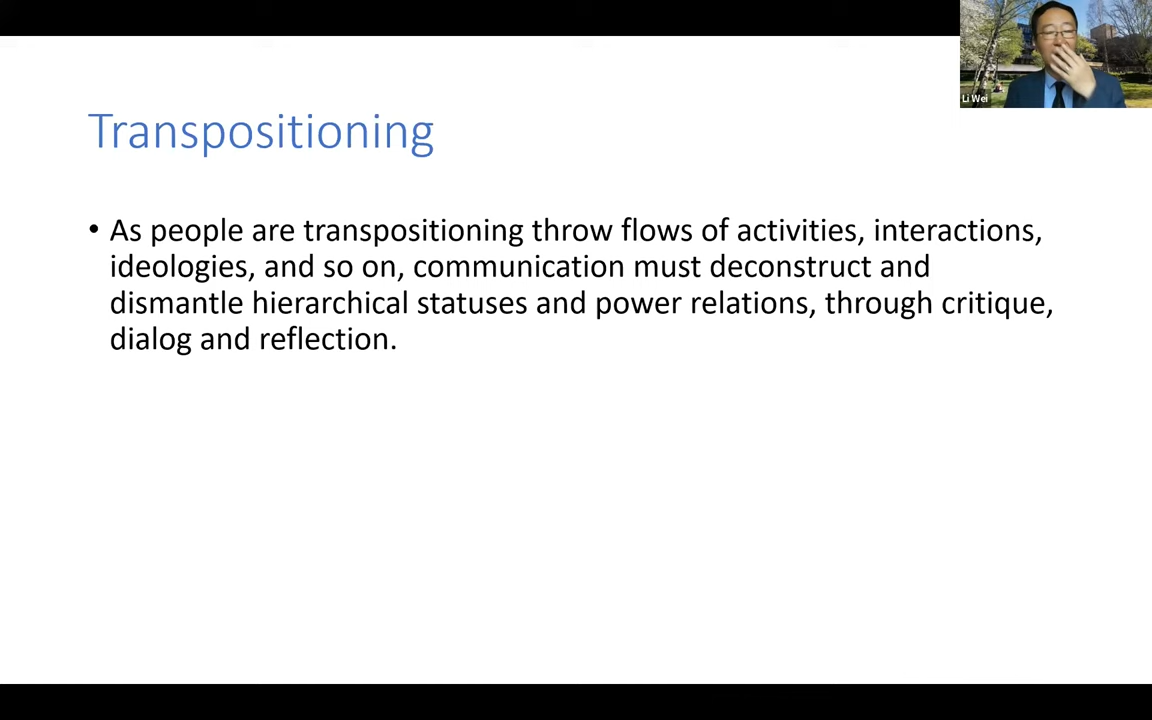 Transpositioning
• As people are transpositioning throw flows of activities, interactions,
ideologies, and so on, communication must deconstruct and
dismantle hierarchical statuses and power relations, through critique,
dialog and reflection.
Li Wei